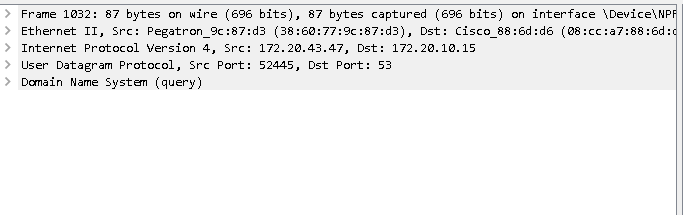 Frame 1032: 87 bytes on wire (696 bits), 87 bytes captured (696 bits) on interface \Device\NPF
Ethernet II, Src: Pegatron_9c:87:d3 (38:60:77:9c:87:d3), Dst: Cisco_88:6d:d6 (08:cc:a7:88:6d:d
Internet Protocol Version 4, Src: 172.20.43.47, Dst: 172.20.10.15
User Datagram Protocol, Src Port: 52445, Dst Port: 53
Domain Name System (query)